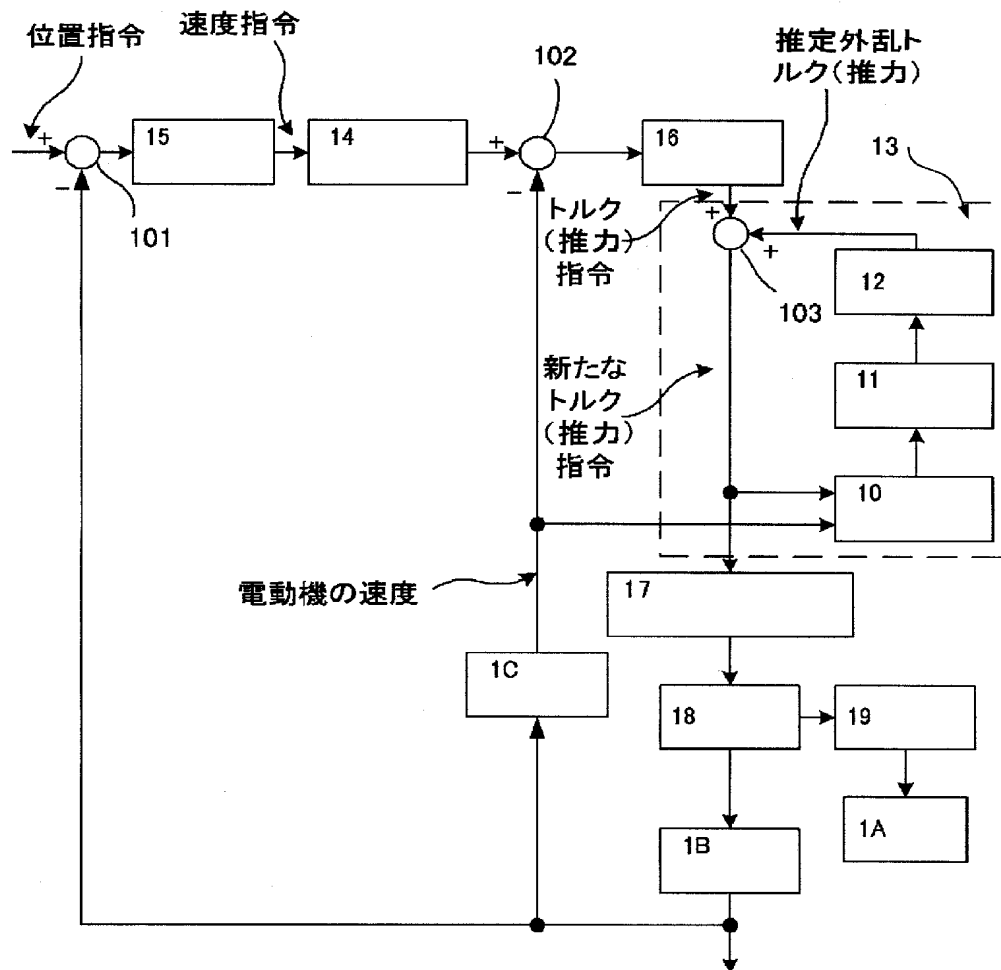 位置指令
速度指令
102
推定外乱ト
ルク(推力)
+
15
14
+
16
13
−
101
−
トルク
(推力)
指令
+
+
103
12
新たな
トルク
(推力)
指令
11
10
電動機の速度
17
1C
18
19
1B
1A